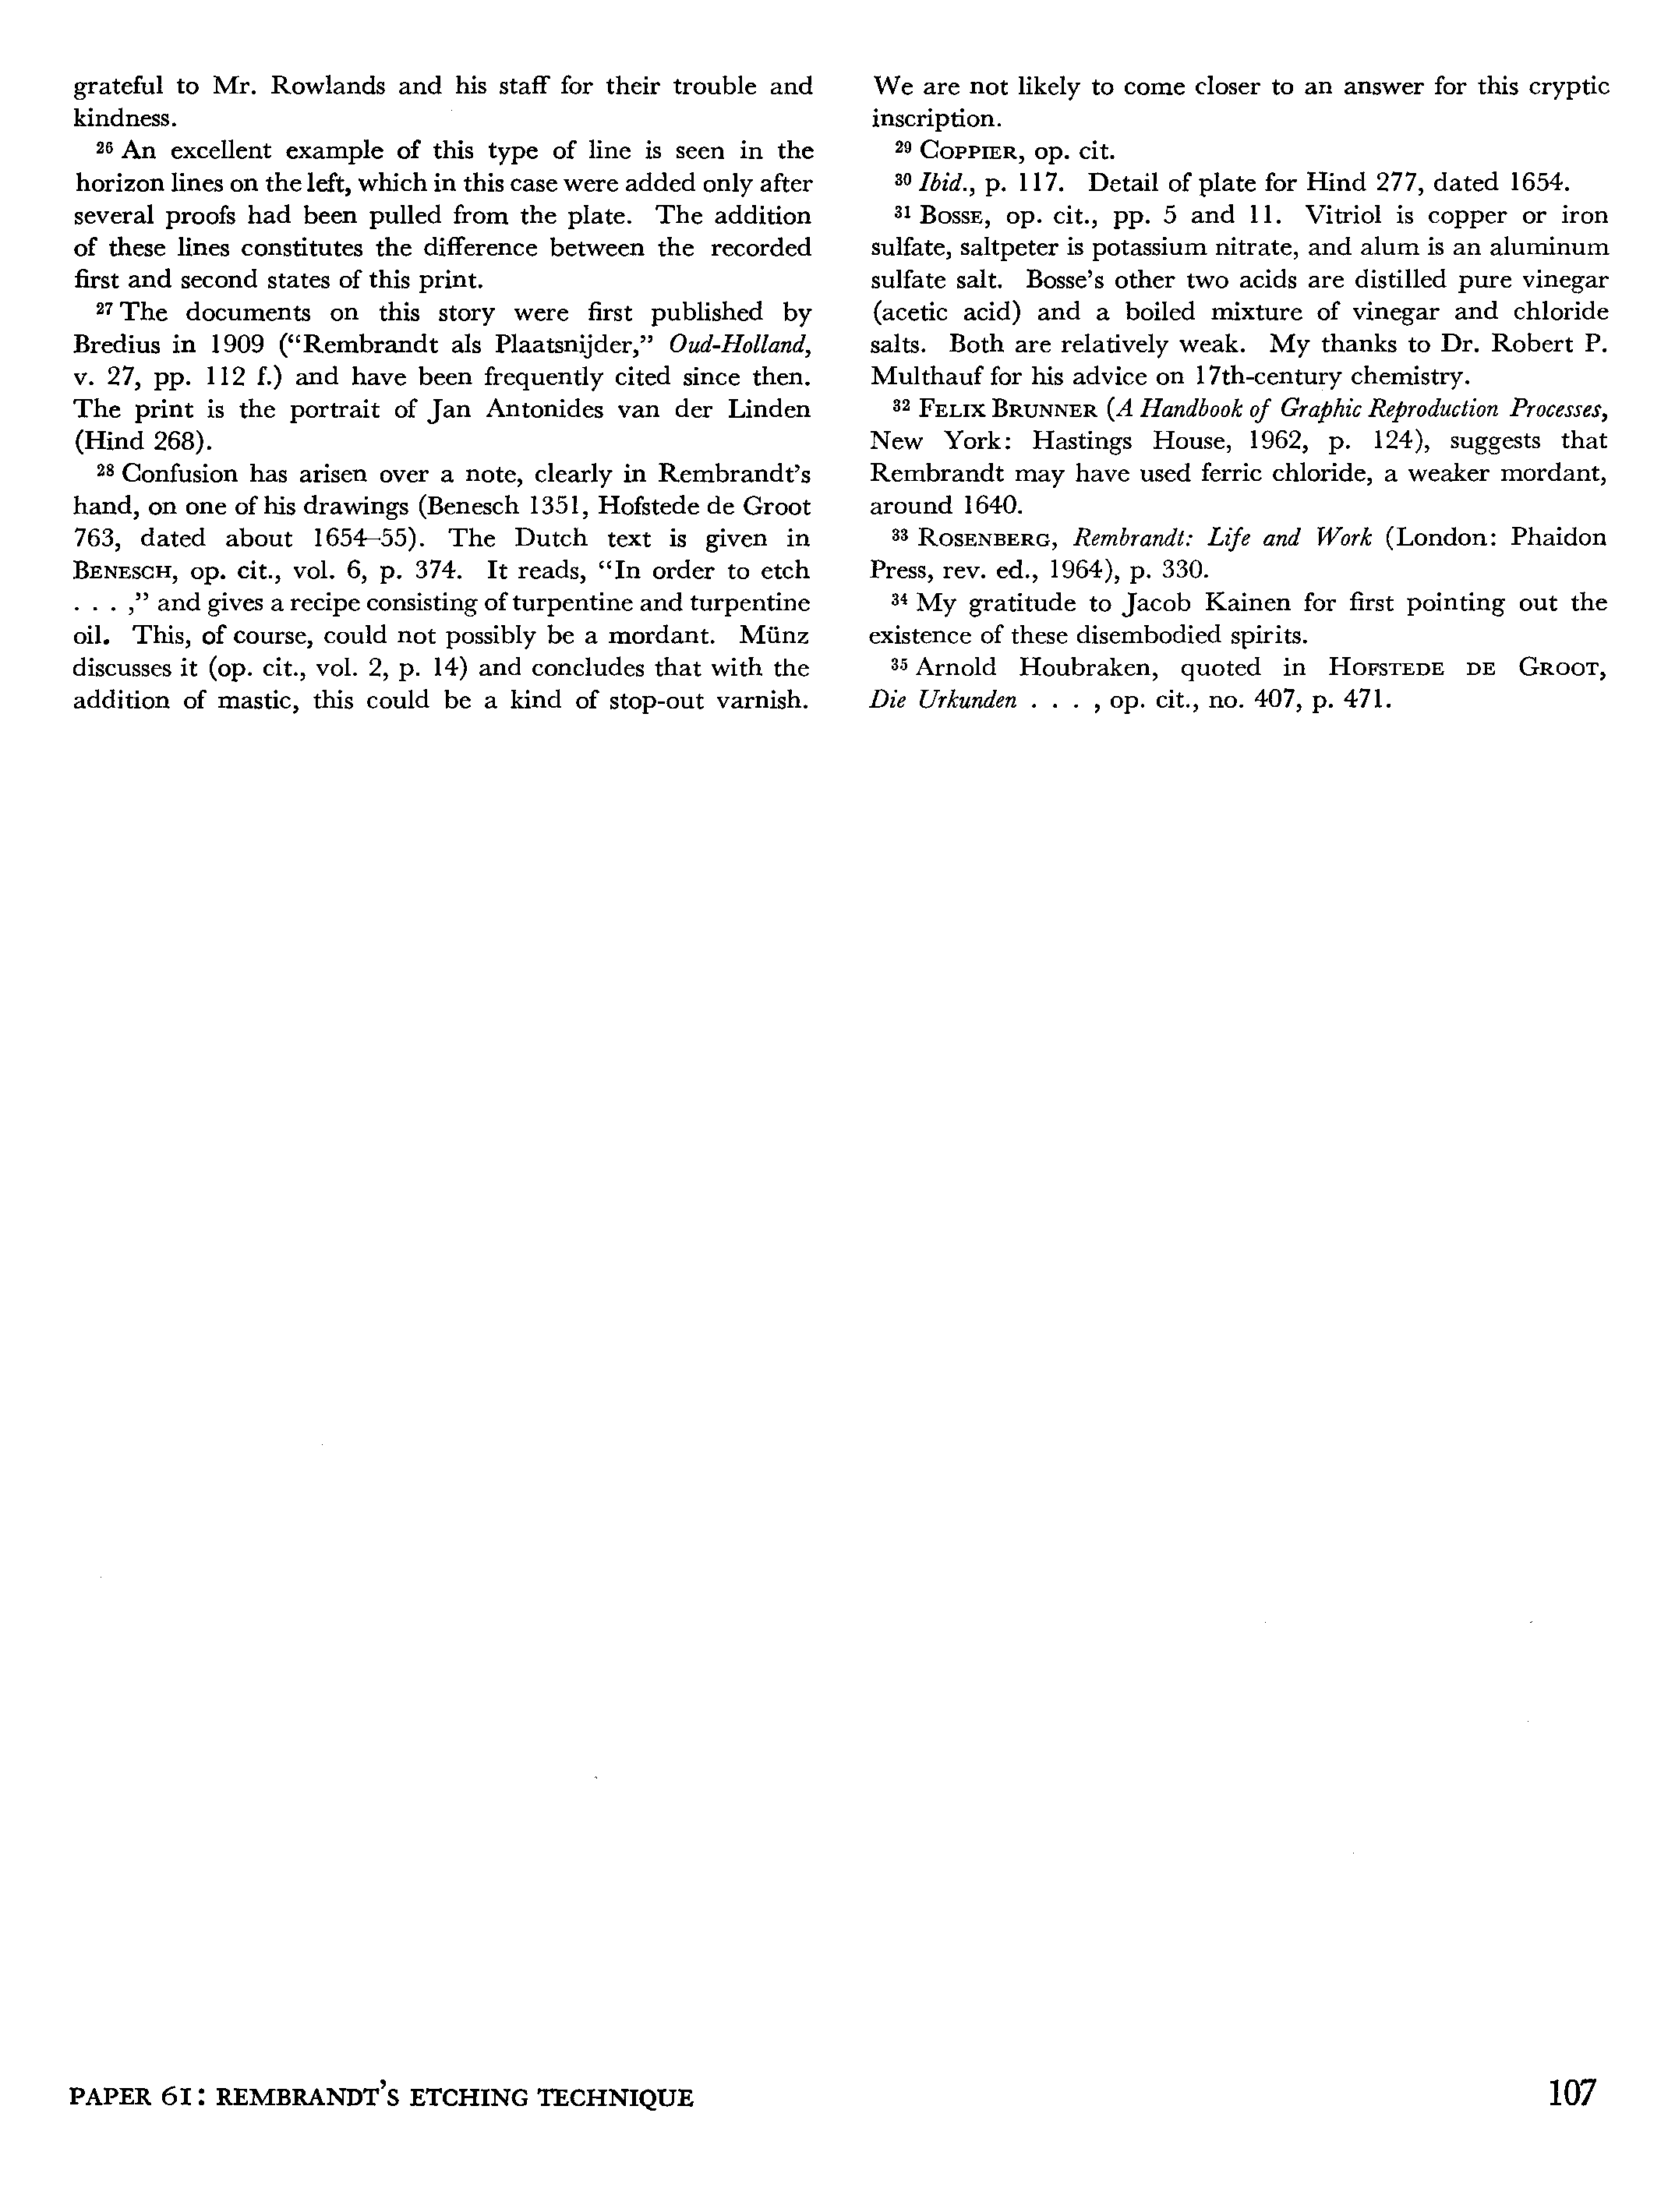 grateful to Mr. Rowlands and his staff for their trouble and
kindness.
26 An excellent example of this type of line is seen in the
horizon lines on the left, which in this case were added only after
several proofs had been pulled from the plate. The addition
of these lines constitutes the difference between the recorded
first and second states of this print.
27 The documents on this story were first published by
Bredius in 1909 (“Rembrandt als Plaatsnijder,” Oud-Holland,
v. 27, pp. 112 f.) and have been frequently cited since then.
The print is the portrait of Jan Antonides van der Linden
(Hind 268).
28 Confusion has arisen over a note, clearly in Rembrandt’s
hand, on one of his drawings (Benesch 1351, Hofstede de Groot
763, dated about 1654–55). The Dutch text is given in
BENESCH, op. cit., vol. 6, p. 374. It reads, “In order to etch
. . . ,” and gives a recipe consisting of turpentine and turpentine
oil. This, of course, could not possibly be a mordant. Münz
discusses it (op. cit., vol. 2, p. 14) and concludes that with the
addition of mastic, this could be a kind of stop-out varnish.
We are not likely to come closer to an answer for this cryptic
inscription.
29 COPPIER, op. cit.
30 Ibid., p. 117. Detail of plate for Hind 277, dated 1654.
31 BOSSE, op. cit., pp. 5 and 11. Vitriol is copper or iron
sulfate, saltpeter is potassium nitrate, and alum is an aluminum
sulfate salt. Bosse’s other two acids are distilled pure vinegar
(acetic acid) and a boiled mixture of vinegar and chloride
salts. Both are relatively weak. My thanks to Dr. Robert P.
Multhauf for his advice on 17th-century chemistry.
32 FELIX BRUNNER (A Handbook of Graphic Reproduction Processes,
New York: Hastings House, 1962, p. 124), suggests that
Rembrandt may have used ferric chloride, a weaker mordant,
around 1640.
33 ROSENBERG, Rembrandt: Life and Work (London: Phaidon
Press, rev. ed., 1964), p. 330.
34 My gratitude to Jacob Kainen for first pointing out the
existence of these disembodied spirits.
35 Arnold Houbraken, quoted in HOFSTEDE DE GROOT,
Die Urkunden . . . , op. cit., no. 407, p. 471.
PAPER 61: REMBRANDT’S ETCHING TECHNIQUE
107